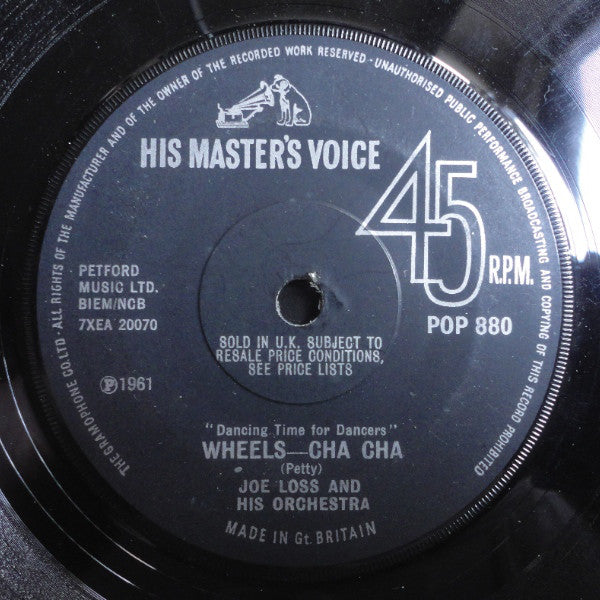 THE GRAMOPHONE CO.LTD.-ALL RIGHTS OF THE MANUFACTURER AND OF THE OWNER OF THE RECORDED WORK RESERVED-UNAUTHORISED PUBLIC PERFORMANCE BROADCASTING AND COPYING OF THIS RECORD PROHIBITED
HIS MASTER'S VOICE
45
R.P.M.
POP 880
PETFORD
MUSIC LTD.
BIEM/NCB
7XEA 20070
℗1961
SOLD IN U.K. SUBJECT TO
RESALE PRICE CONDITIONS,
SEE PRICE LISTS
"Dancing Time for Dancers"
WHEELS—CHA CHA
(Petty)
JOE LOSS AND
HIS ORCHESTRA
MADE IN Gt. BRITAIN